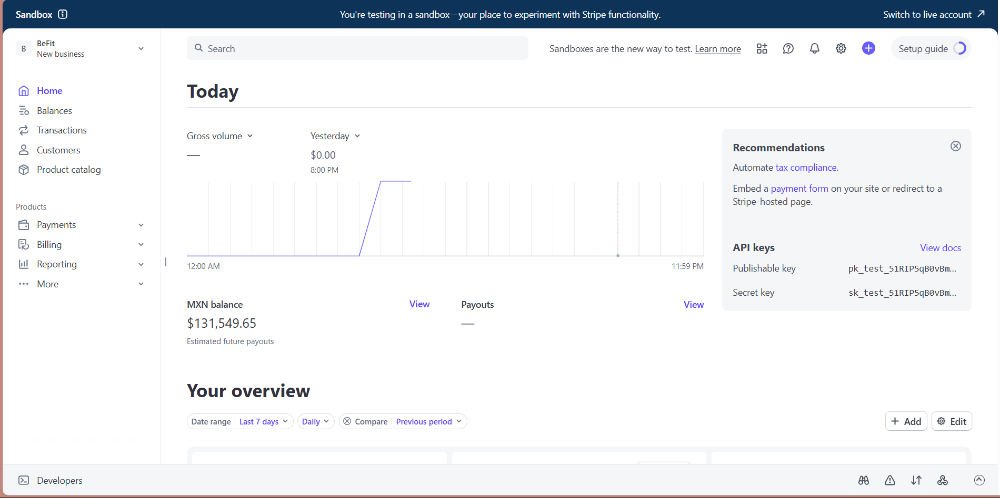 Sandbox
You're testing in a sandbox—your place to experiment with Stripe functionality.
Switch to live account
B
BeFit
New business
Search
Sandboxes are the new way to test. Learn more
Setup guide
Home
Balances
Transactions
Customers
Product catalog
Products
Payments
Billing
Reporting
More
Today
Gross volume
—
Yesterday
$0.00
8:00 PM
12:00 AM
11:59 PM
Recommendations
Automate tax compliance.
Embed a payment form on your site or redirect to a
Stripe-hosted page.
API keys
View docs
Publishable key
pk_test_51RIP5qB0vBm...
Secret key
sk_test_51RIP5qB0vBm...
MXN balance
View
$131,549.65
Estimated future payouts
Payouts
View
—
Your overview
Date range Last 7 days
Daily
Compare Previous period
Add
Edit
Developers